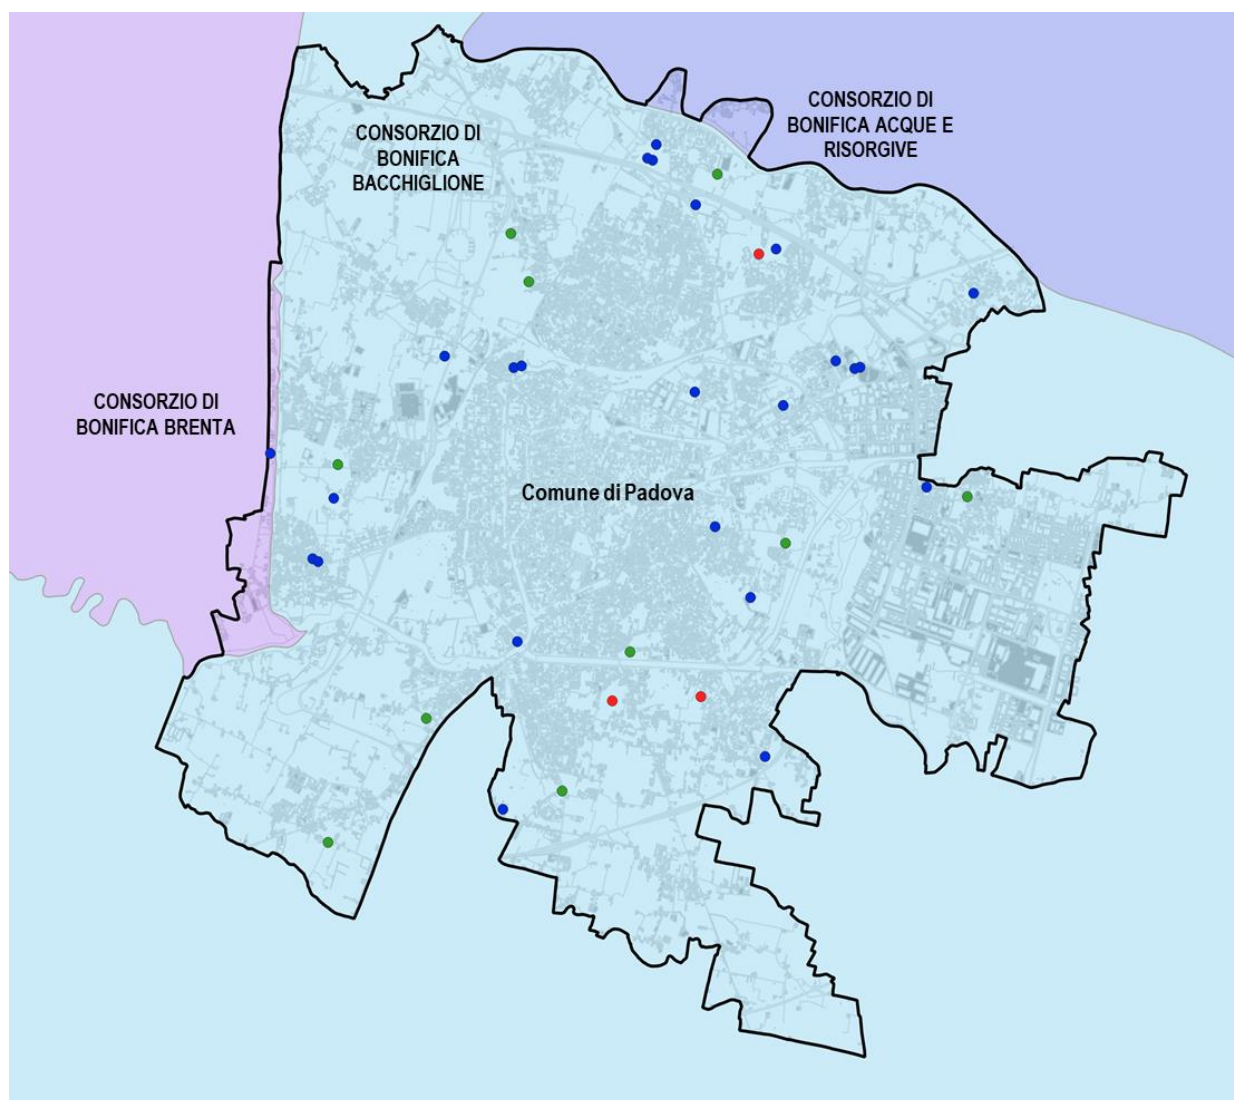 CONSORZIO DI
BONIFICA ACQUE E
RISORGIVE
CONSORZIO DI
BONIFICA
BACCHIGLIONE
CONSORZIO DI
BONIFICA BRENTA
Comune di Padova